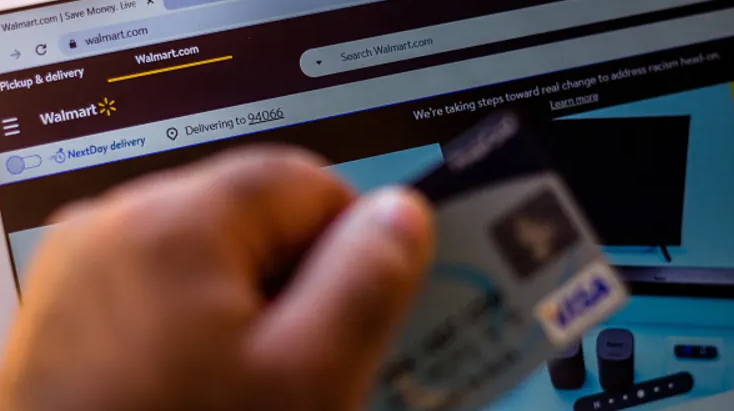 Walmart.com | Save Money. Live
walmart.com
Pickup & delivery
Walmart.com
Search Walmart.com
Walmart
We're taking steps toward real change to address racism head-on.
Learn more
NextDay delivery
Delivering to 94066
VISA
Roku